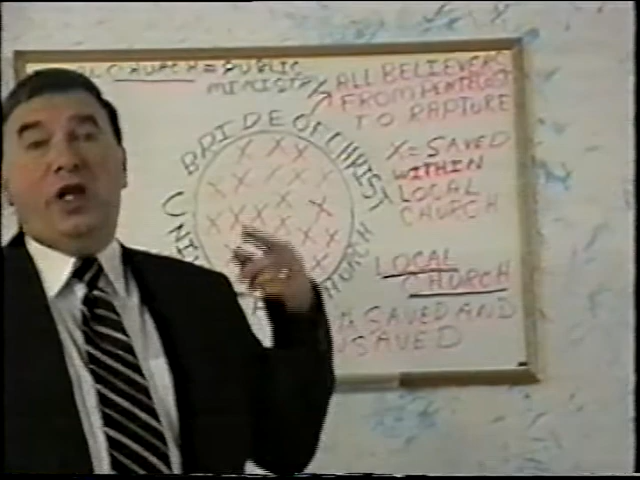 CHURCH = PUBLIC
MINISTRY
ALL BELIEVERS
FROM PENTECOST
TO RAPTURE
BRIDE OF CHRIST
X = SAVED
WITHIN
LOCAL
CHURCH
CHURCH
LOCAL
CHURCH
SAVED AND